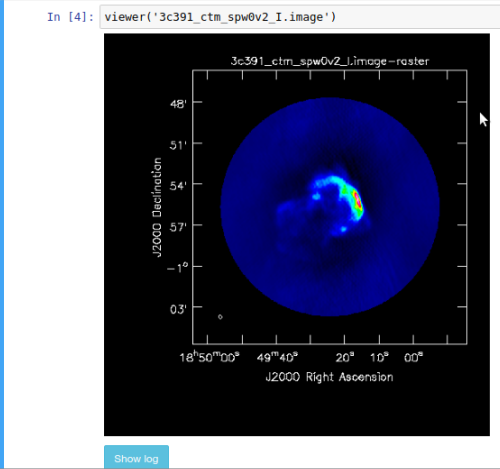 In [4]: viewer('3c391_ctm_spw0v2_I.image')
3c391_ctm_spw0v2_I.image-raster
48'
51'
54'
57'
-1°
03'
J2000 Declination
18ʰ50ᵐ00ˢ 49ᵐ40ˢ 20ˢ 10ˢ 00ˢ
J2000 Right Ascension
Show log